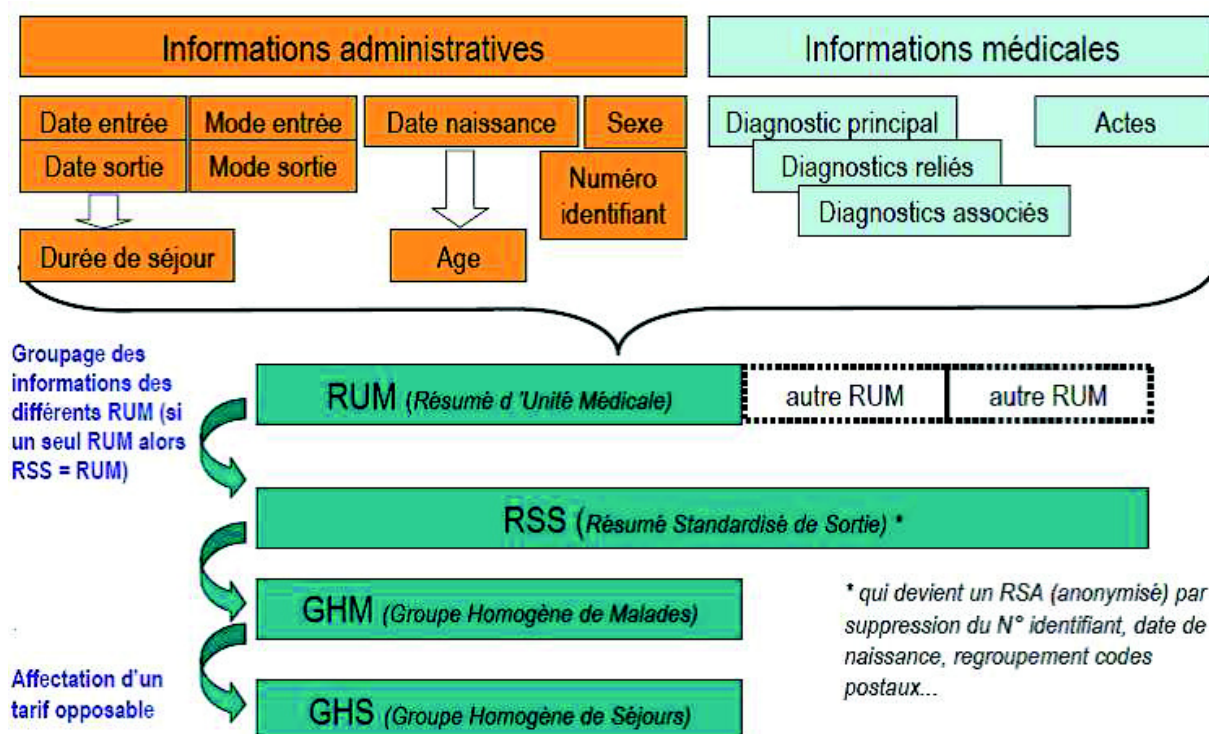 Informations administratives
Informations médicales
Date entrée
Mode entrée
Date naissance
Sexe
Diagnostic principal
Actes
Date sortie
Mode sortie
Numéro
identifiant
Diagnostics reliés
Diagnostics associés
Durée de séjour
Age
Groupage des
informations des
différents RUM (si
un seul RUM alors
RSS = RUM)
RUM (Résumé d 'Unité Médicale)
autre RUM
autre RUM
RSS (Résumé Standardisé de Sortie) *
GHM (Groupe Homogène de Malades)
* qui devient un RSA (anonymisé) par
suppression du N° identifiant, date de
naissance, regroupement codes
postaux...
Affectation d'un
tarif opposable
GHS (Groupe Homogène de Séjours)